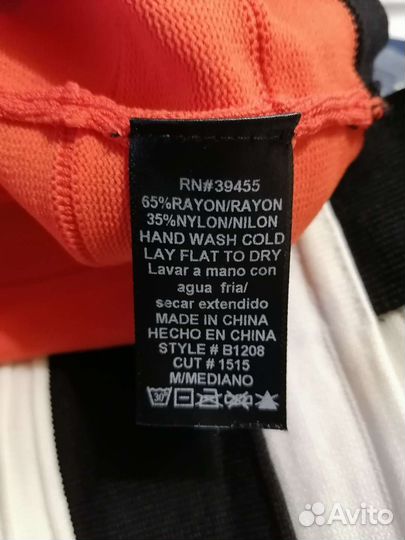 RN#39455
65%RAYON/RAYON
35%NYLON/NILON
HAND WASH COLD
LAY FLAT TO DRY
Lavar a mano con
agua fria/
secar extendido
MADE IN CHINA
HECHO EN CHINA
STYLE # B1208
CUT # 1515
M/MEDIANO
30°
Avito